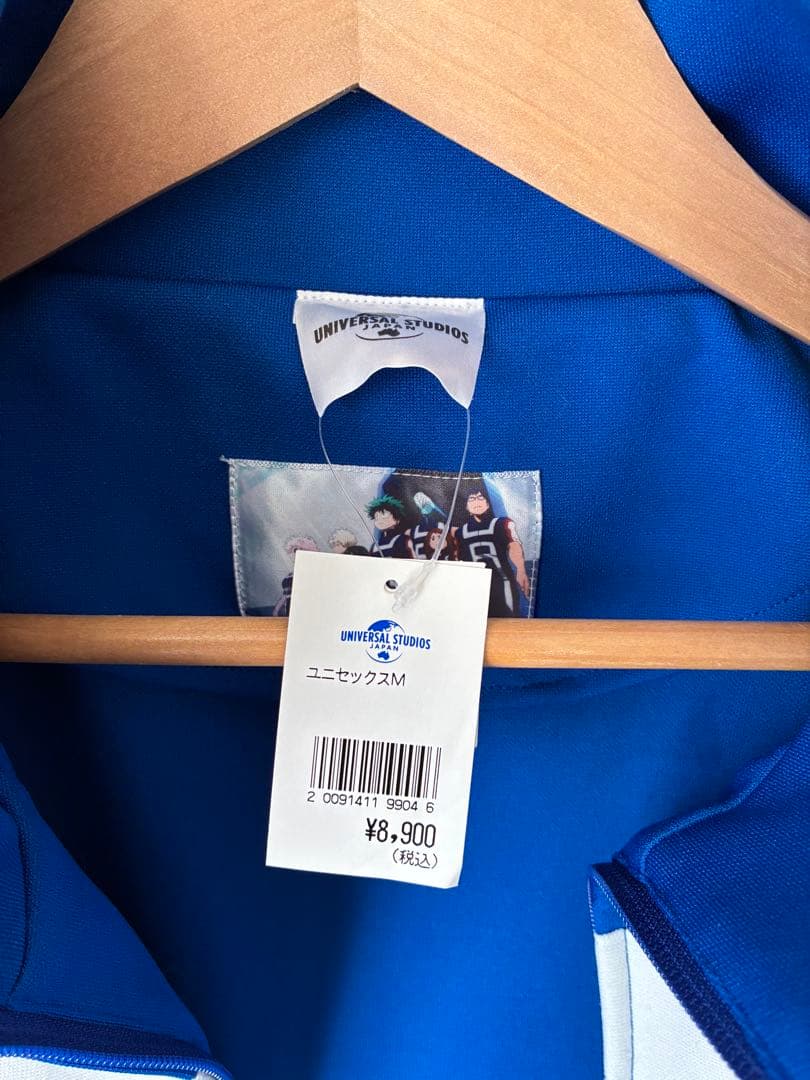 UNIVERSAL STUDIOS
JAPAN
UNIVERSAL STUDIOS
JAPAN
ユニセックスM
2 0091411 9904 6
¥8,900
(税込)